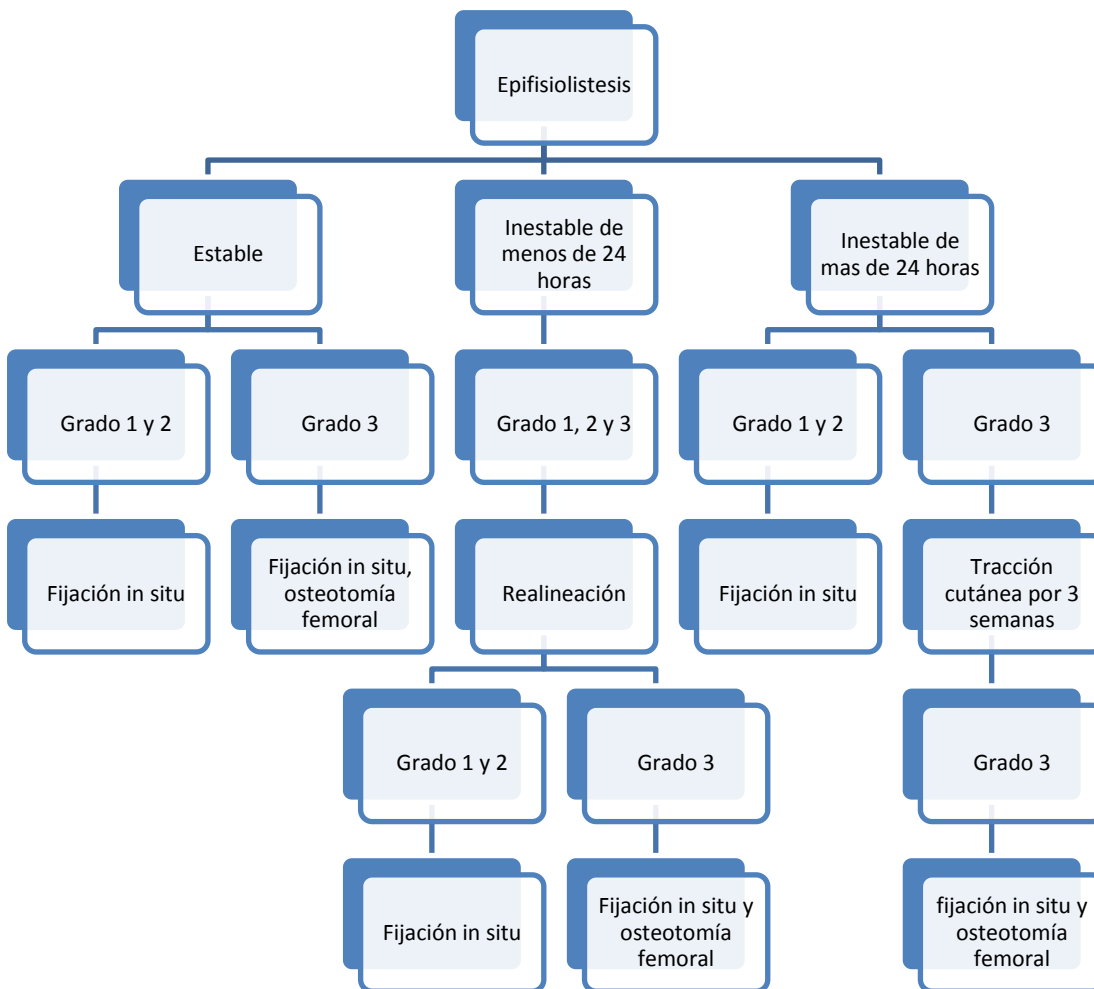 Epifisiolistesis
Estable
Inestable de
menos de 24
horas
Inestable de
mas de 24 horas
Grado 1 y 2
Grado 3
Grado 1, 2 y 3
Grado 1 y 2
Grado 3
Fijación in situ
Fijación in situ,
osteotomía
femoral
Realineación
Fijación in situ
Tracción
cutánea por 3
semanas
Grado 1 y 2
Grado 3
Grado 3
Fijación in situ
Fijación in situ y
osteotomía
femoral
fijación in situ y
osteotomía
femoral